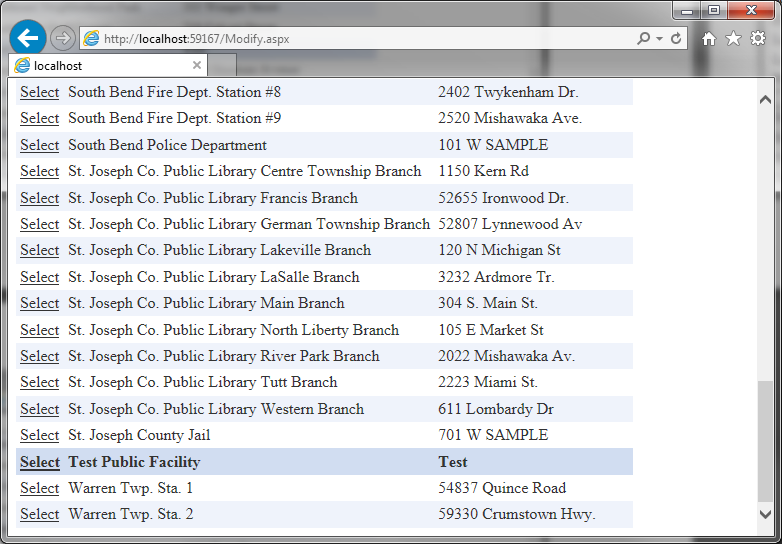 http://localhost:59167/Modify.aspx
localhost
Select South Bend Fire Dept. Station #8 2402 Twykenham Dr.
Select South Bend Fire Dept. Station #9 2520 Mishawaka Ave.
Select South Bend Police Department 101 W SAMPLE
Select St. Joseph Co. Public Library Centre Township Branch 1150 Kern Rd
Select St. Joseph Co. Public Library Francis Branch 52655 Ironwood Dr.
Select St. Joseph Co. Public Library German Township Branch 52807 Lynnewood Av
Select St. Joseph Co. Public Library Lakeville Branch 120 N Michigan St
Select St. Joseph Co. Public Library LaSalle Branch 3232 Ardmore Tr.
Select St. Joseph Co. Public Library Main Branch 304 S. Main St.
Select St. Joseph Co. Public Library North Liberty Branch 105 E Market St
Select St. Joseph Co. Public Library River Park Branch 2022 Mishawaka Av.
Select St. Joseph Co. Public Library Tutt Branch 2223 Miami St.
Select St. Joseph Co. Public Library Western Branch 611 Lombardy Dr
Select St. Joseph County Jail 701 W SAMPLE
Select Test Public Facility Test
Select Warren Twp. Sta. 1 54837 Quince Road
Select Warren Twp. Sta. 2 59330 Crumstown Hwy.